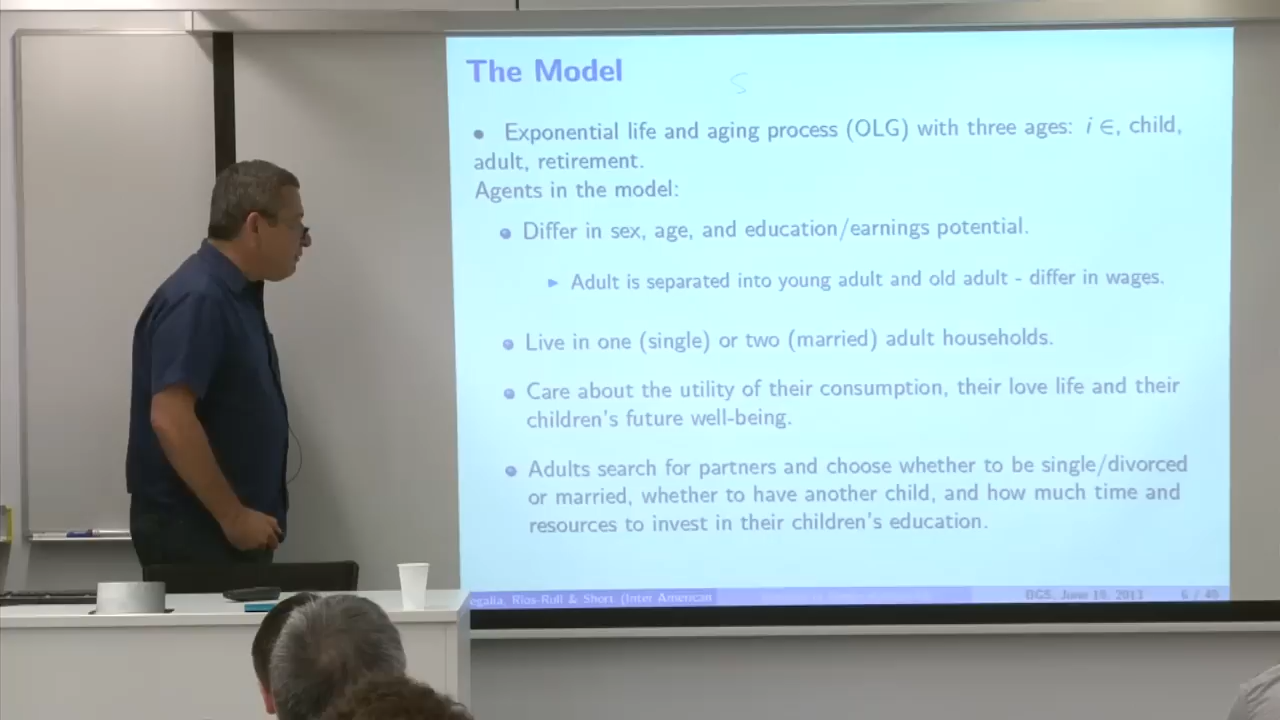 The Model
• Exponential life and aging process (OLG) with three ages: i ∈, child,
adult, retirement.
Agents in the model:
Differ in sex, age, and education/earnings potential.
Adult is separated into young adult and old adult - differ in wages.
Live in one (single) or two (married) adult households.
Care about the utility of their consumption, their love life and their
children's future well-being.
Adults search for partners and choose whether to be single/divorced
or married, whether to have another child, and how much time and
resources to invest in their children's education.
egalia, Rios-Rull & Short (Inter American
BGS, June 19, 2013 6 / 40